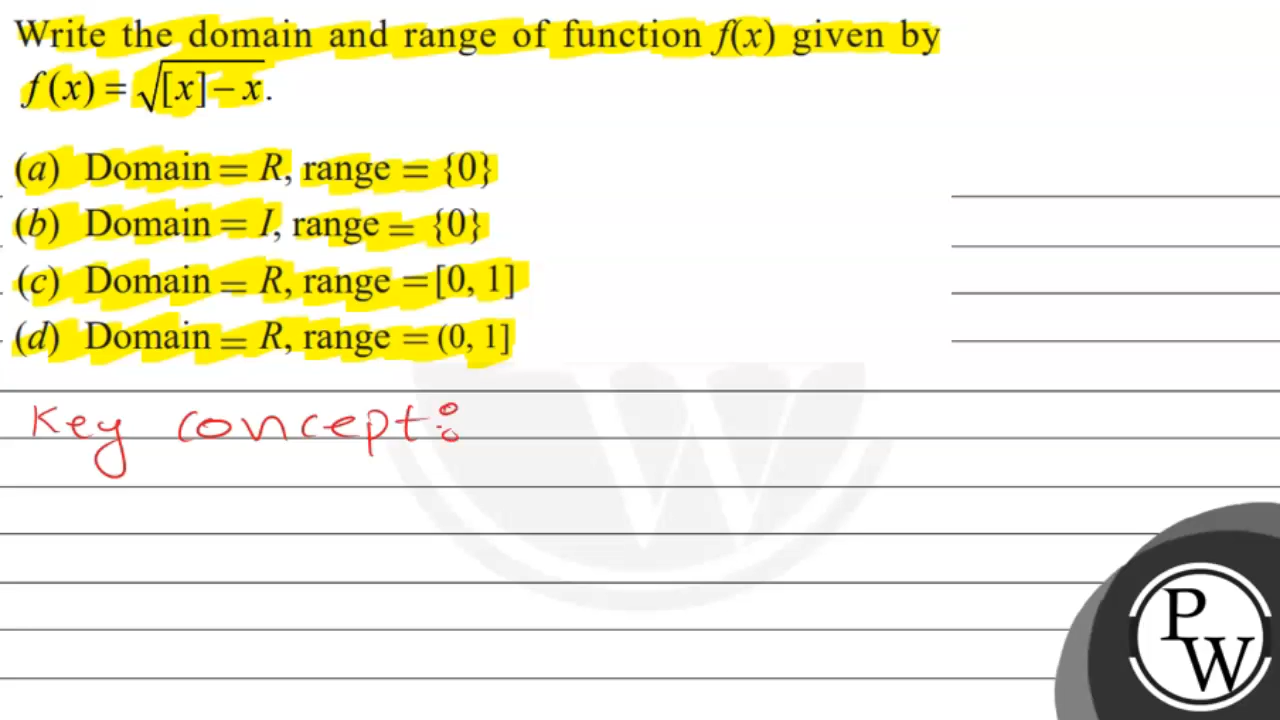 Write the domain and range of function f(x) given by
f(x) = √[x] − x.
(a) Domain = R, range = {0}
(b) Domain = I, range = {0}
(c) Domain = R, range =[0, 1]
(d) Domain = R, range = (0, 1]
Key concept:
PW